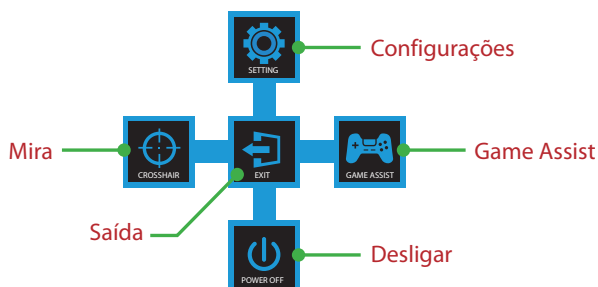 Configurações
SETTING
Mira
CROSSHAIR
EXIT
GAME ASSIST
Game Assist
Saída
Desligar
POWER OFF